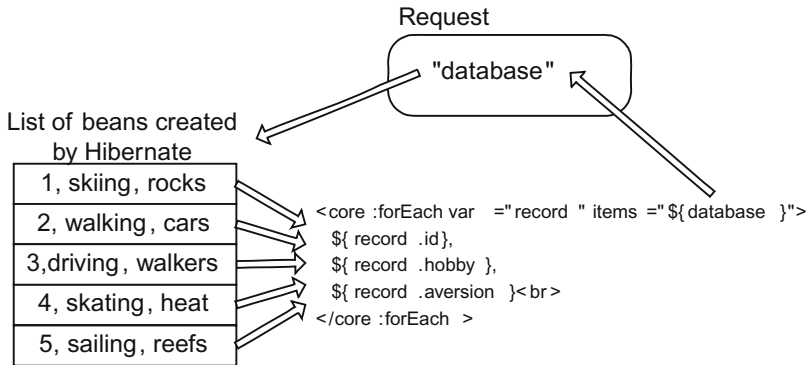 Request
"database"
List of beans created
by Hibernate
1, skiing, rocks
2, walking, cars
3,driving, walkers
4, skating, heat
5, sailing, reefs
<core :forEach var ="record " items ="${database }">
${ record .id},
${ record .hobby },
${ record .aversion }<br>
</core :forEach >